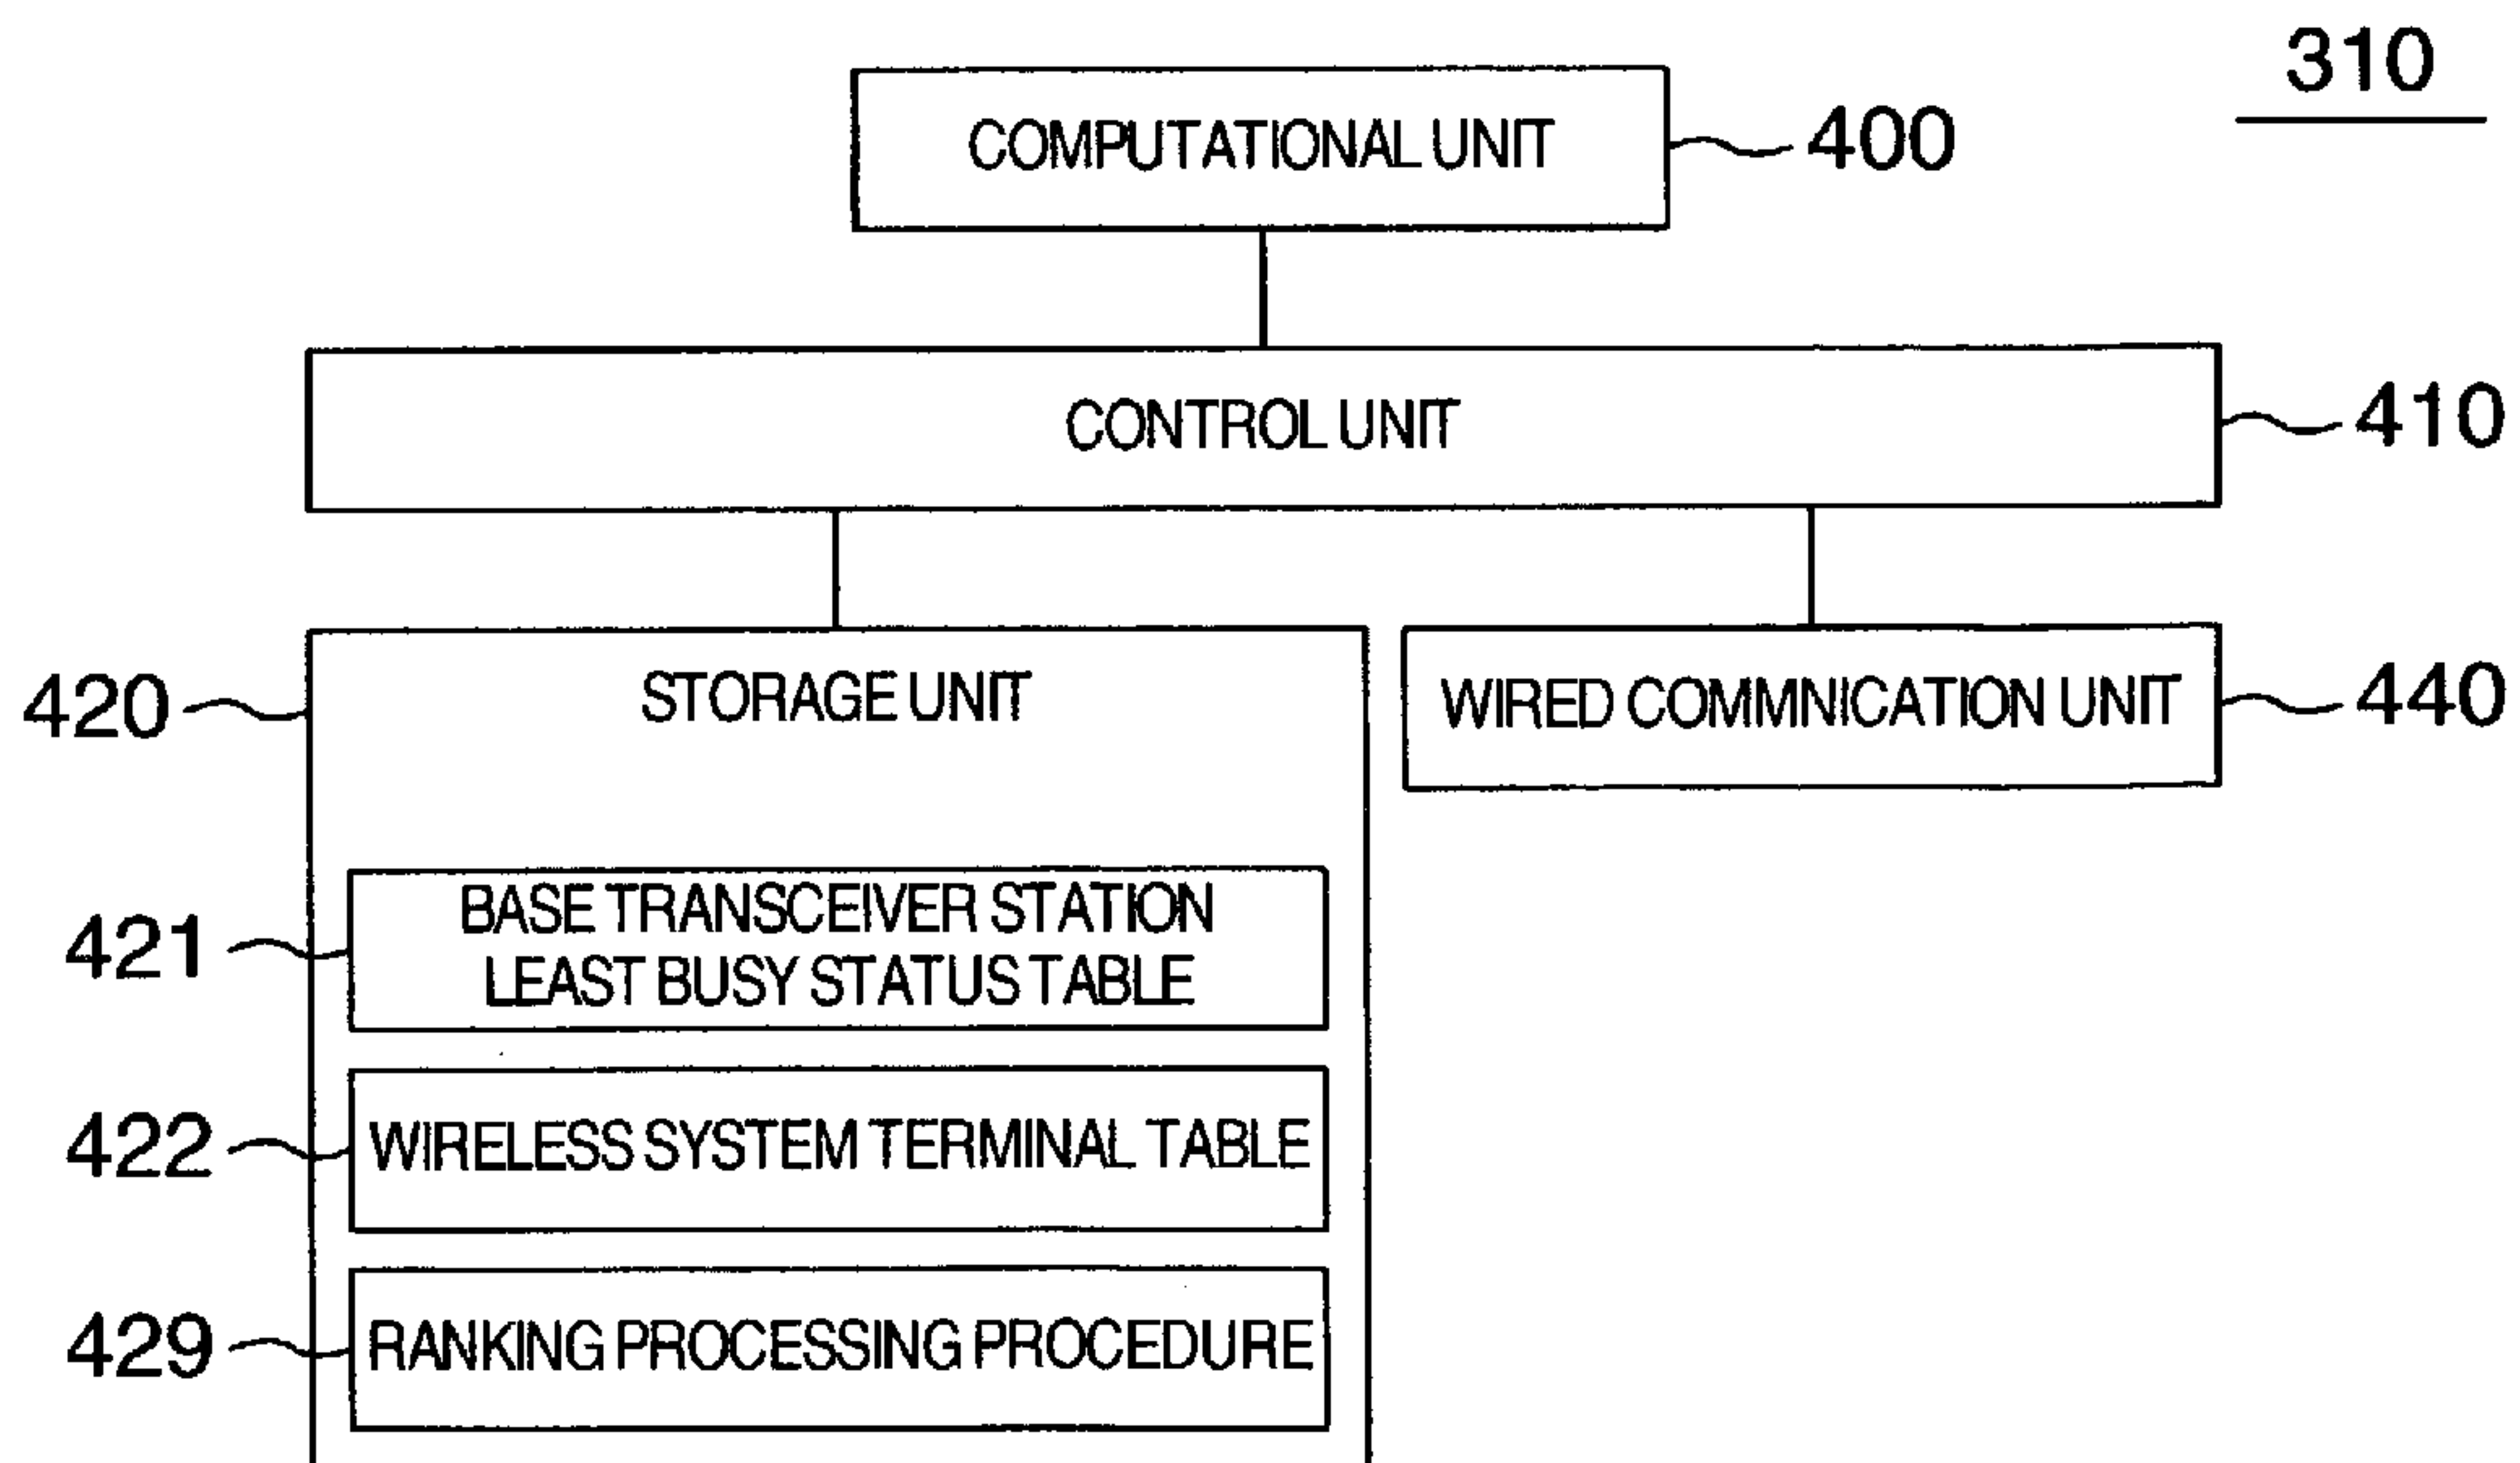 310
COMPUTATIONAL UNIT
400
CONTROL UNIT
410
420
STORAGE UNIT
WIRED COMMNICATION UNIT
440
421
BASE TRANSCEIVER STATION
LEAST BUSY STATUS TABLE
422
WIRELESS SYSTEM TERMINAL TABLE
429
RANKING PROCESSING PROCEDURE